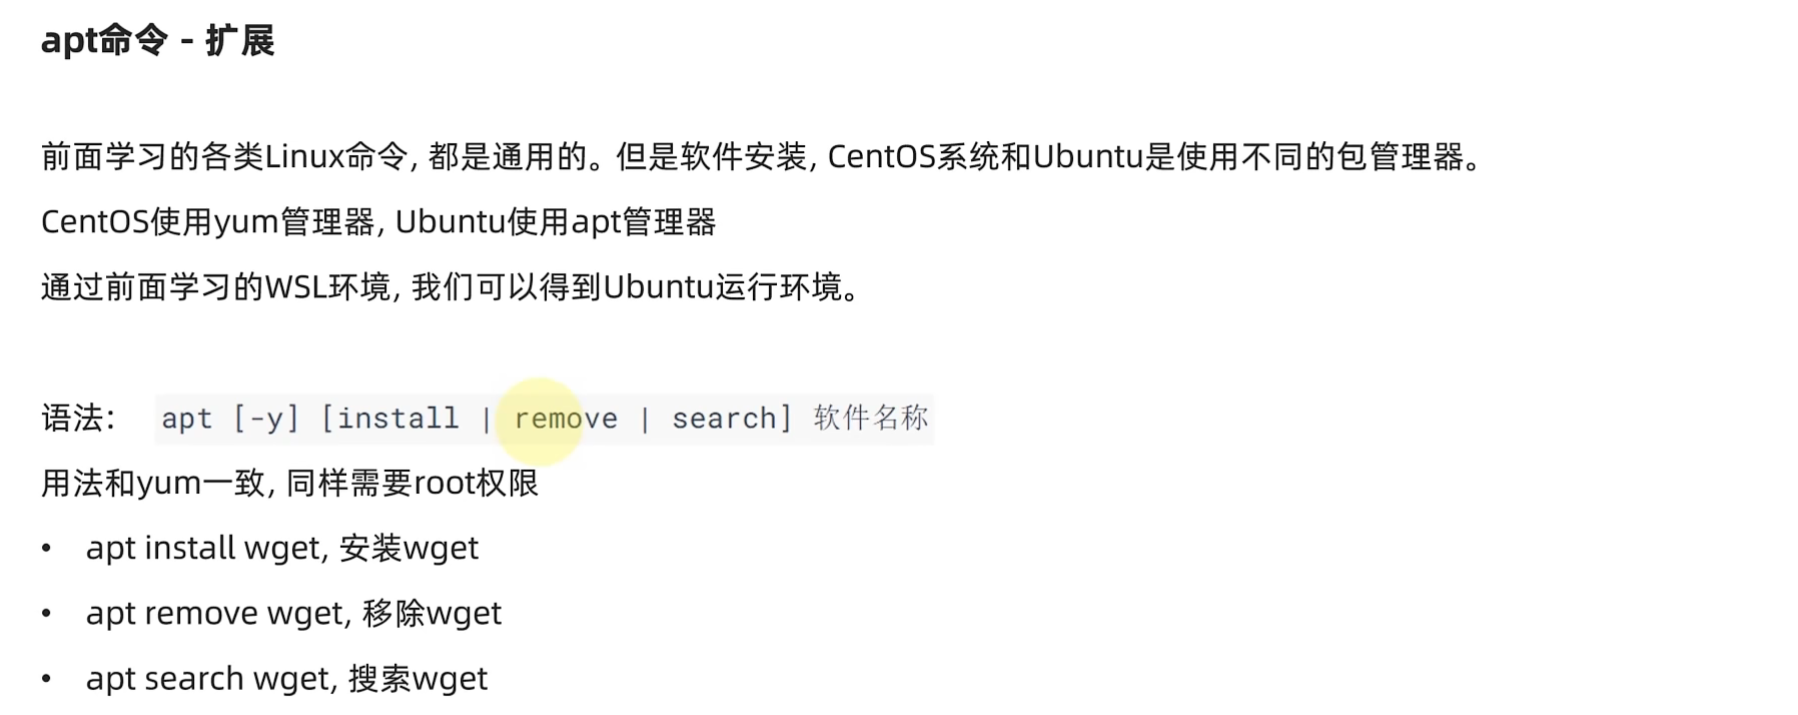 apt命令 - 扩展
前面学习的各类Linux命令, 都是通用的。但是软件安装, CentOS系统和Ubuntu是使用不同的包管理器。
CentOS使用yum管理器, Ubuntu使用apt管理器
通过前面学习的WSL环境, 我们可以得到Ubuntu运行环境。
语法： apt [-y] [install | remove | search] 软件名称
用法和yum一致, 同样需要root权限
• apt install wget, 安装wget
• apt remove wget, 移除wget
• apt search wget, 搜索wget